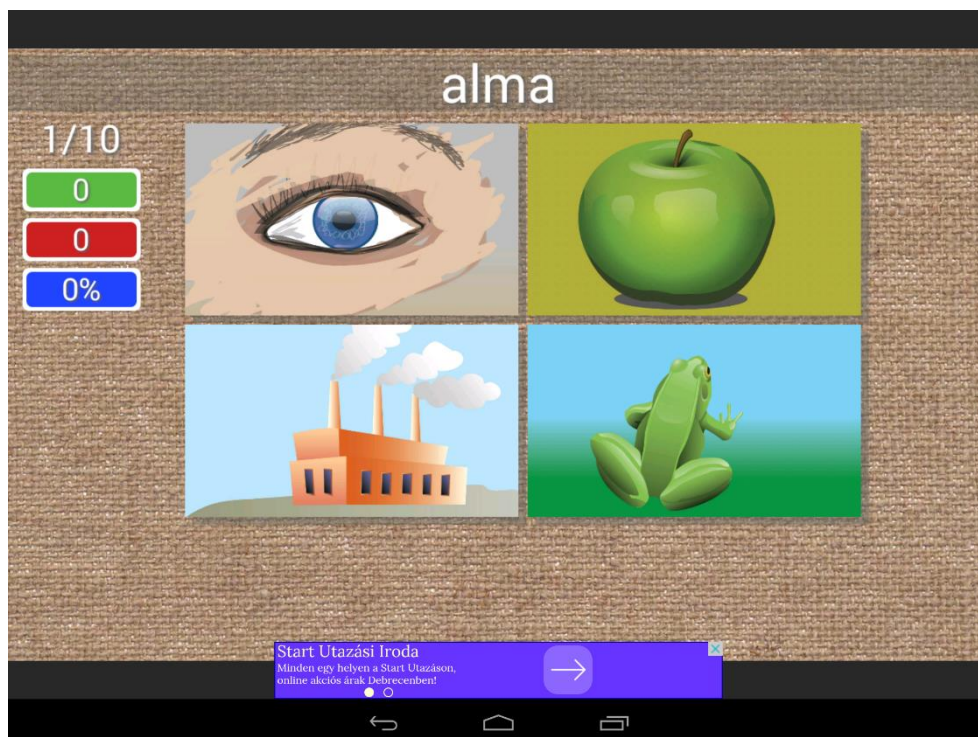 alma
1/10
0
0
0%
Start Utazási Iroda
Minden egy helyen a Start Utazáson,
online akciós árak Debrecenben!